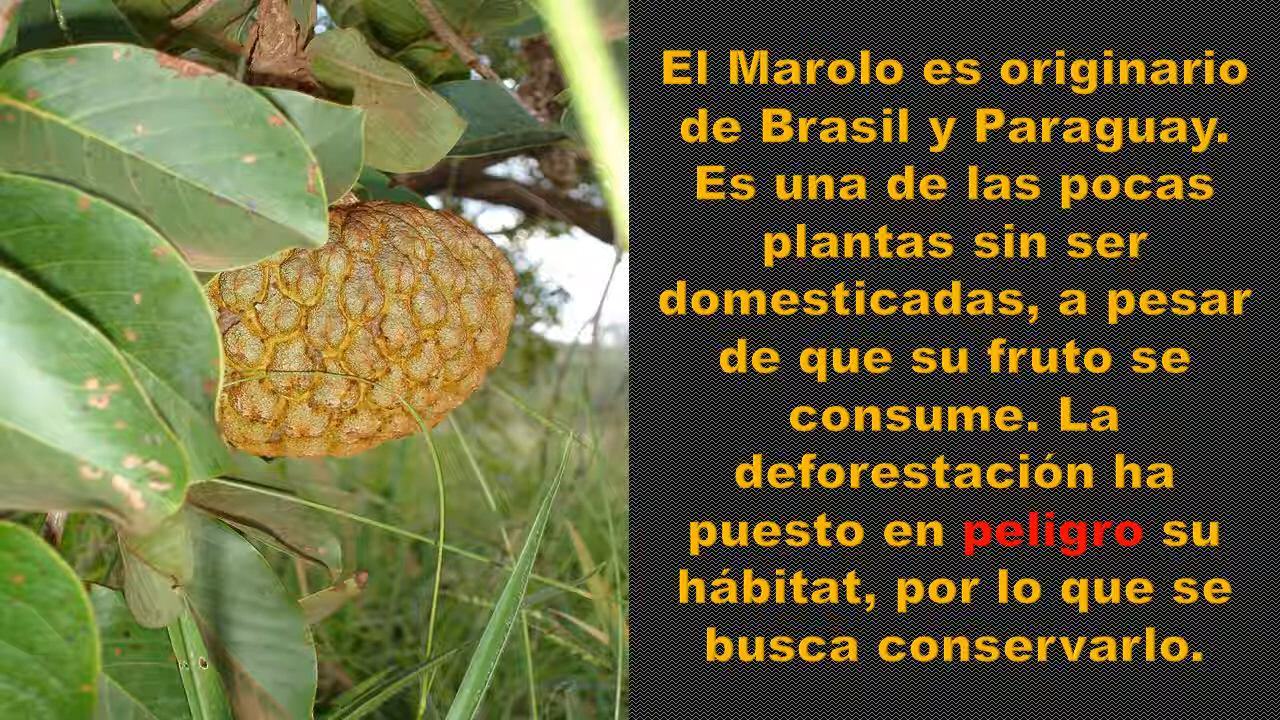 El Marolo es originario
de Brasil y Paraguay.
Es una de las pocas
plantas sin ser
domesticadas, a pesar
de que su fruto se
consume. La
deforestación ha
puesto en peligro su
hábitat, por lo que se
busca conservarlo.